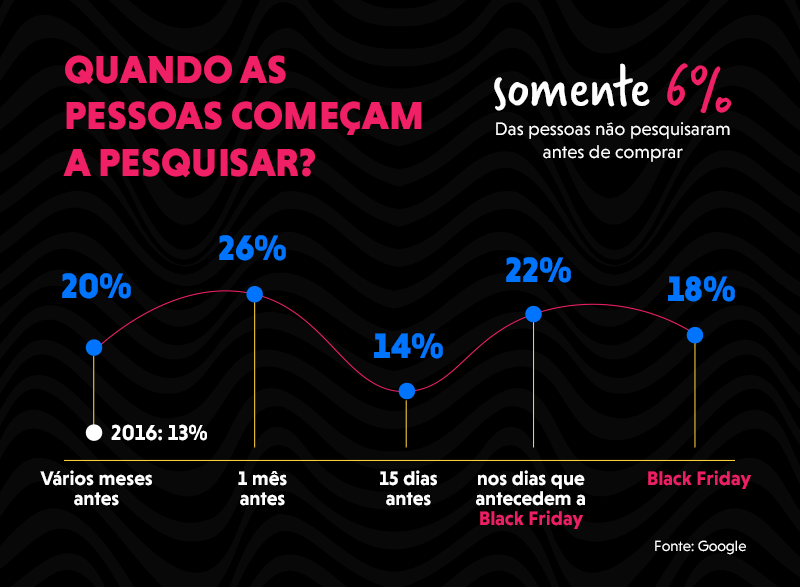 QUANDO AS
PESSOAS COMEÇAM
A PESQUISAR?
somente 6%
Das pessoas não pesquisaram
antes de comprar
20%
26%
14%
22%
18%
2016: 13%
Vários meses
antes
1 mês
antes
15 dias
antes
nos dias que
antecedem a
Black Friday
Black Friday
Fonte: Google